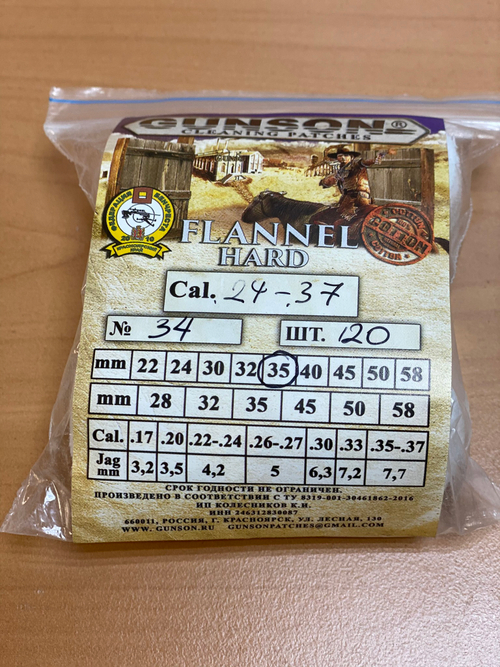 GUNSON®
CLEANING PATCHES
FLANNEL
HARD
COTTON
Cal. 24-.37
№ 34 ШТ. 120
mm 22 24 30 32 35 40 45 50 58
mm 28 32 35 45 50 58
Cal. .17 .20 .22-.24 .26-.27 .30 .33 .35-.37
Jag mm 3,2 3,5 4,2 5 6,3 7,2 7,7
СРОК ГОДНОСТИ НЕ ОГРАНИЧЕН.
ПРОИЗВЕДЕНО В СООТВЕТСТВИИ С ТУ 8319-001-30461062-2016
ИП КОЛЕСНИКОВ К.И.
ИНН 246312830087
660011, РОССИЯ, Г. КРАСНОЯРСК, УЛ. ЛЕСНАЯ, 130
WWW.GUNSON.RU GUNSONPATCHES@GMAIL.COM